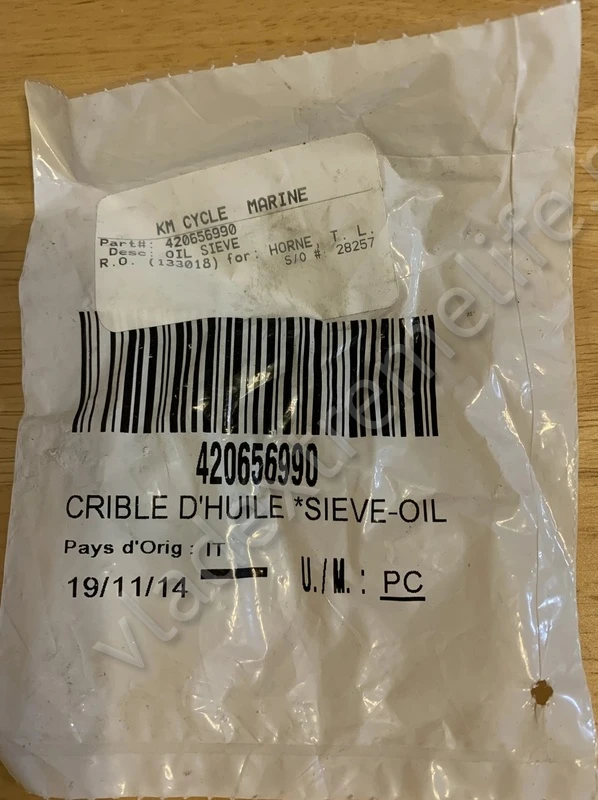 KM CYCLE MARINE
Part#: 420656990
Desc: OIL SIEVE
R.O. (133018) for: HORNE, T. L.
S/O #: 28257
420656990
CRIBLE D'HUILE *SIEVE-OIL
Pays d'Orig : IT
19/11/14 U./M. : PC